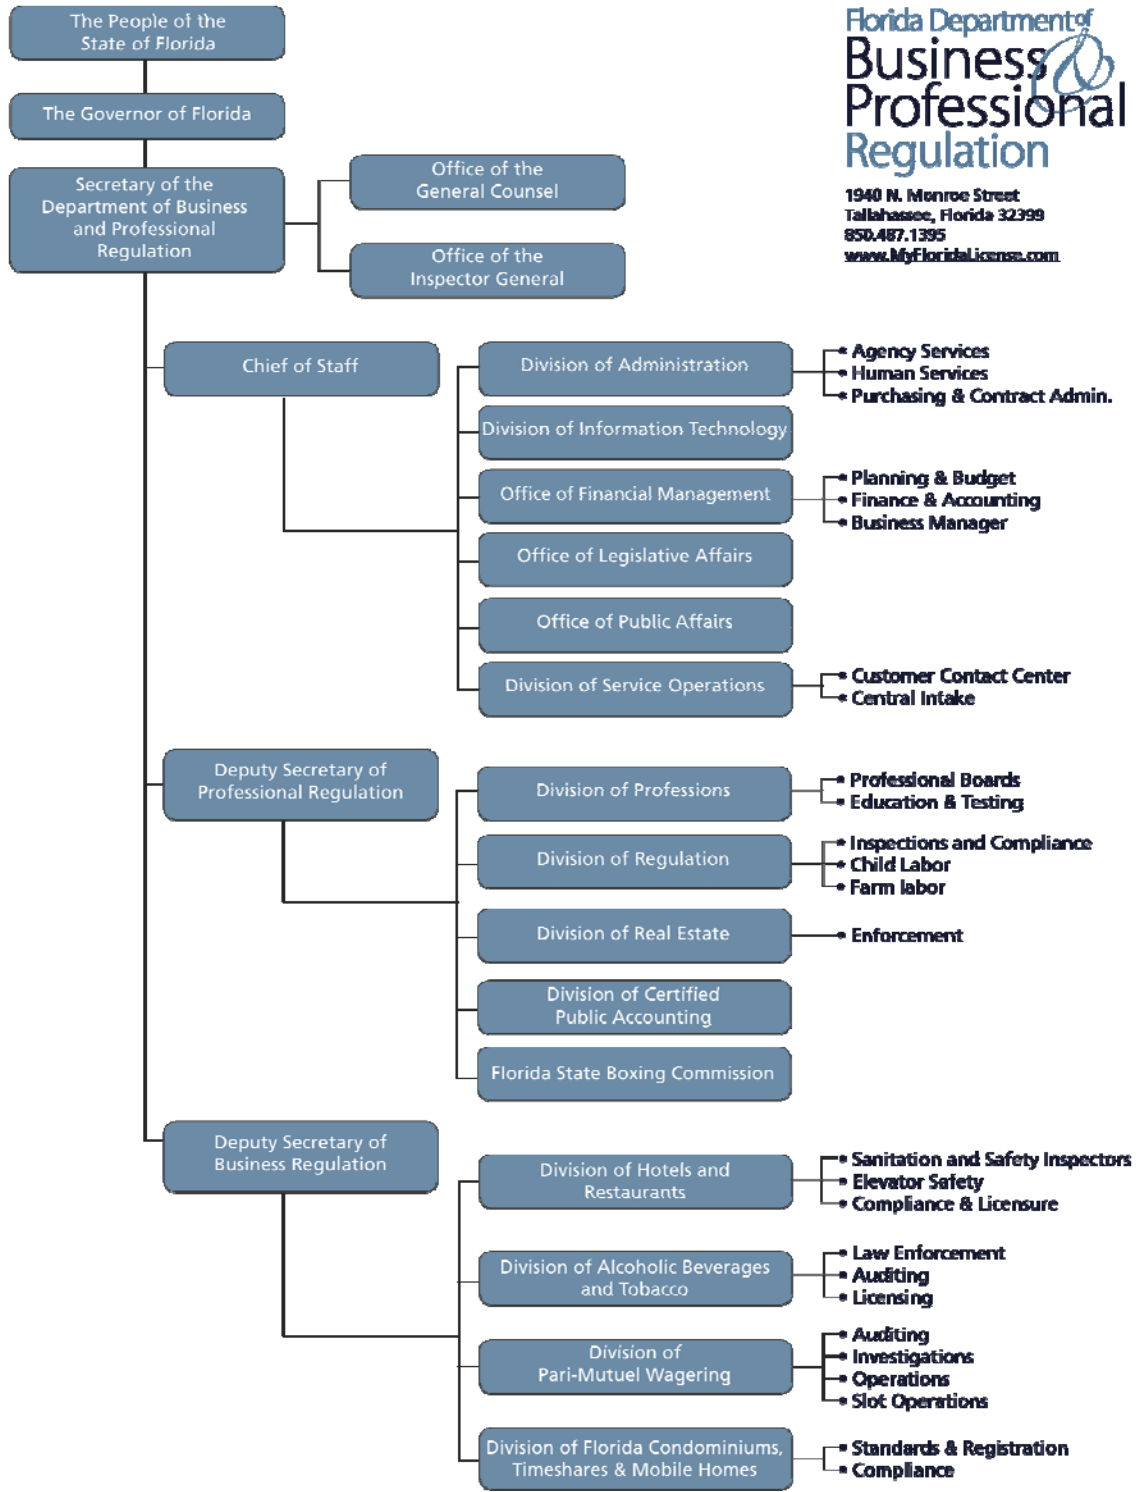 The People of the
State of Florida
The Governor of Florida
Secretary of the
Department of Business
and Professional
Regulation
Office of the
General Counsel
Office of the
Inspector General
Florida Department of
Business &
Professional
Regulation
1940 N. Monroe Street
Tallahassee, Florida 32399
850.487.1395
www.MyFloridaLicense.com
Chief of Staff
Division of Administration
• Agency Services
• Human Services
• Purchasing & Contract Admin.
Division of Information Technology
Office of Financial Management
• Planning & Budget
• Finance & Accounting
• Business Manager
Office of Legislative Affairs
Office of Public Affairs
Division of Service Operations
• Customer Contact Center
• Central Intake
Deputy Secretary of
Professional Regulation
Division of Professions
• Professional Boards
• Education & Testing
Division of Regulation
• Inspections and Compliance
• Child Labor
• Farm labor
Division of Real Estate
• Enforcement
Division of Certified
Public Accounting
Florida State Boxing Commission
Deputy Secretary of
Business Regulation
Division of Hotels and
Restaurants
• Sanitation and Safety Inspectors
• Elevator Safety
• Compliance & Licensure
Division of Alcoholic Beverages
and Tobacco
• Law Enforcement
• Auditing
• Licensing
Division of
Pari-Mutuel Wagering
• Auditing
• Investigations
• Operations
• Slot Operations
Division of Florida Condominiums,
Timeshares & Mobile Homes
• Standards & Registration
• Compliance